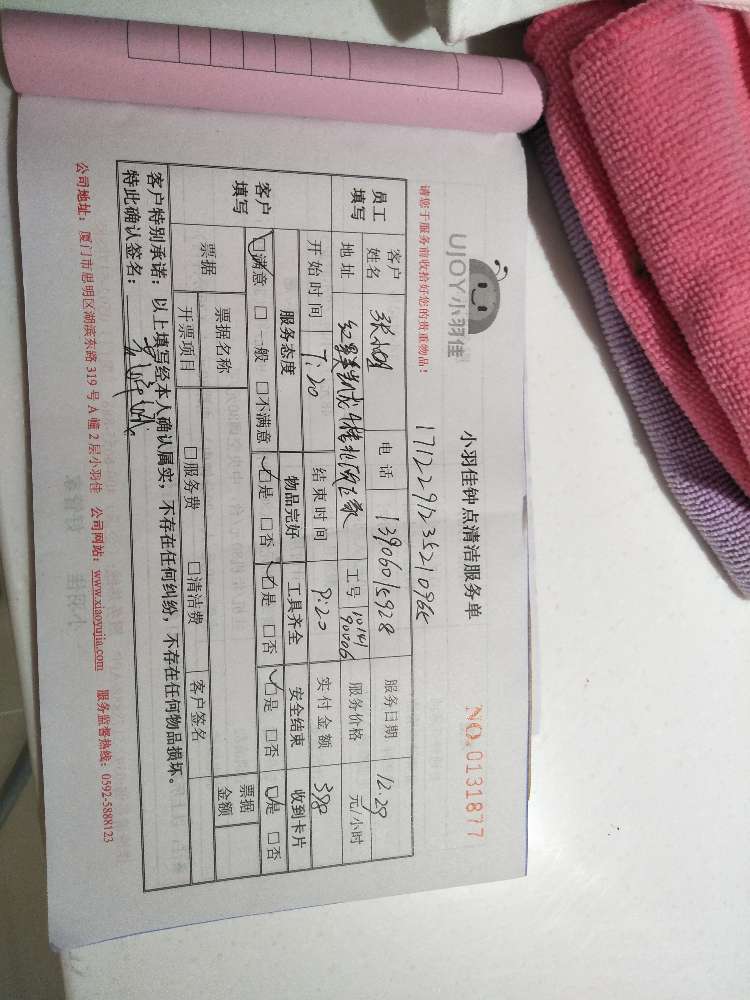 UJOY小羽佳
小羽佳钟点清洁服务单
NO.0131877
请您于服务前收拾好您的贵重物品！
员工填写 客户姓名 电话 服务日期 12.29
地址 工号 服务价格 元/小时
开始时间 7:20 结束时间 9:20 实付金额 398
客户填写 服务态度 物品完好 工具齐全 安全结束 收到卡片
☑满意 □一般 □不满意 ☑是 □否 ☑是 □否 ☑是 □否 ☑是 □否
票据 票据名称 票据金额
开票项目 □服务费 □清洁费 客户签名
客户特别承诺：以上填写经本人确认属实，不存在任何纠纷，不存在任何物品损坏。
特此确认签名：
公司地址：厦门市思明区湖滨东路319号A幢2层小羽佳 公司网站：www.xiaoyujia.com 服务监督热线：0592-5888123